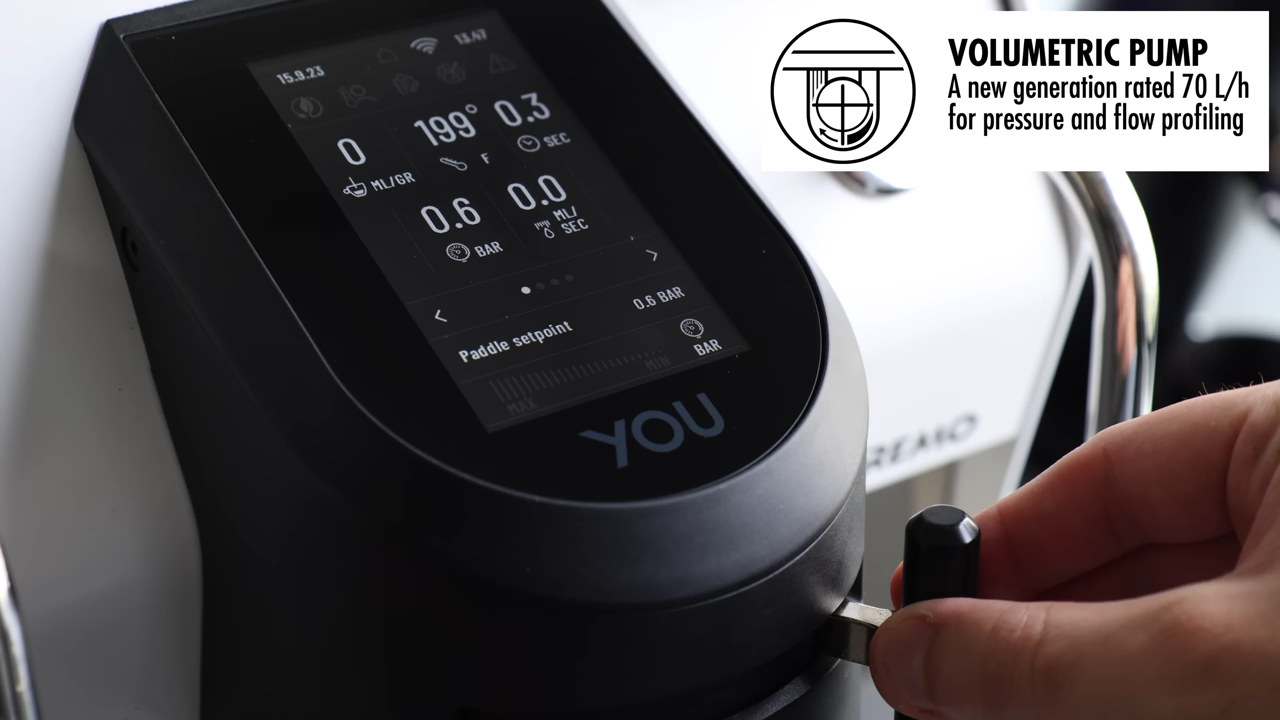 VOLUMETRIC PUMP
A new generation rated 70 L/h
for pressure and flow profiling
15.9.23
13.47
0
ML/GR
199°
F
0.3
SEC
0.6
BAR
0.0
ML/
SEC
Paddle setpoint
0.6 BAR
BAR
MAX
MIN
YOU
REMO